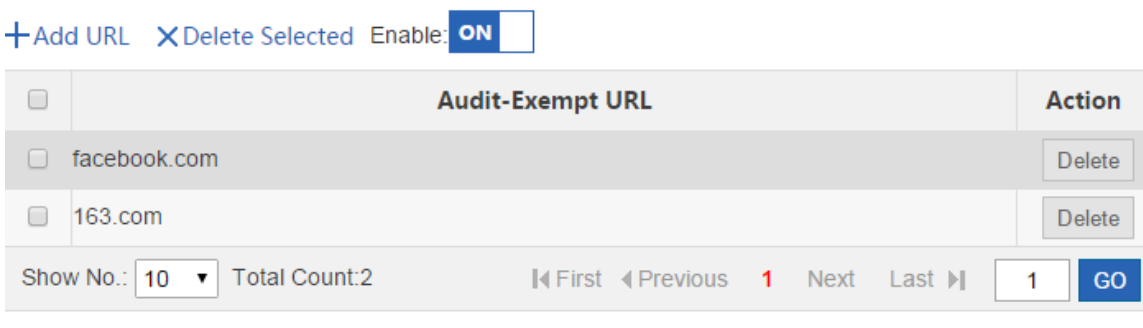 Add URL Delete Selected Enable: ON
Audit-Exempt URL Action
facebook.com Delete
163.com Delete
Show No.: 10 Total Count:2 First Previous 1 Next Last 1 GO